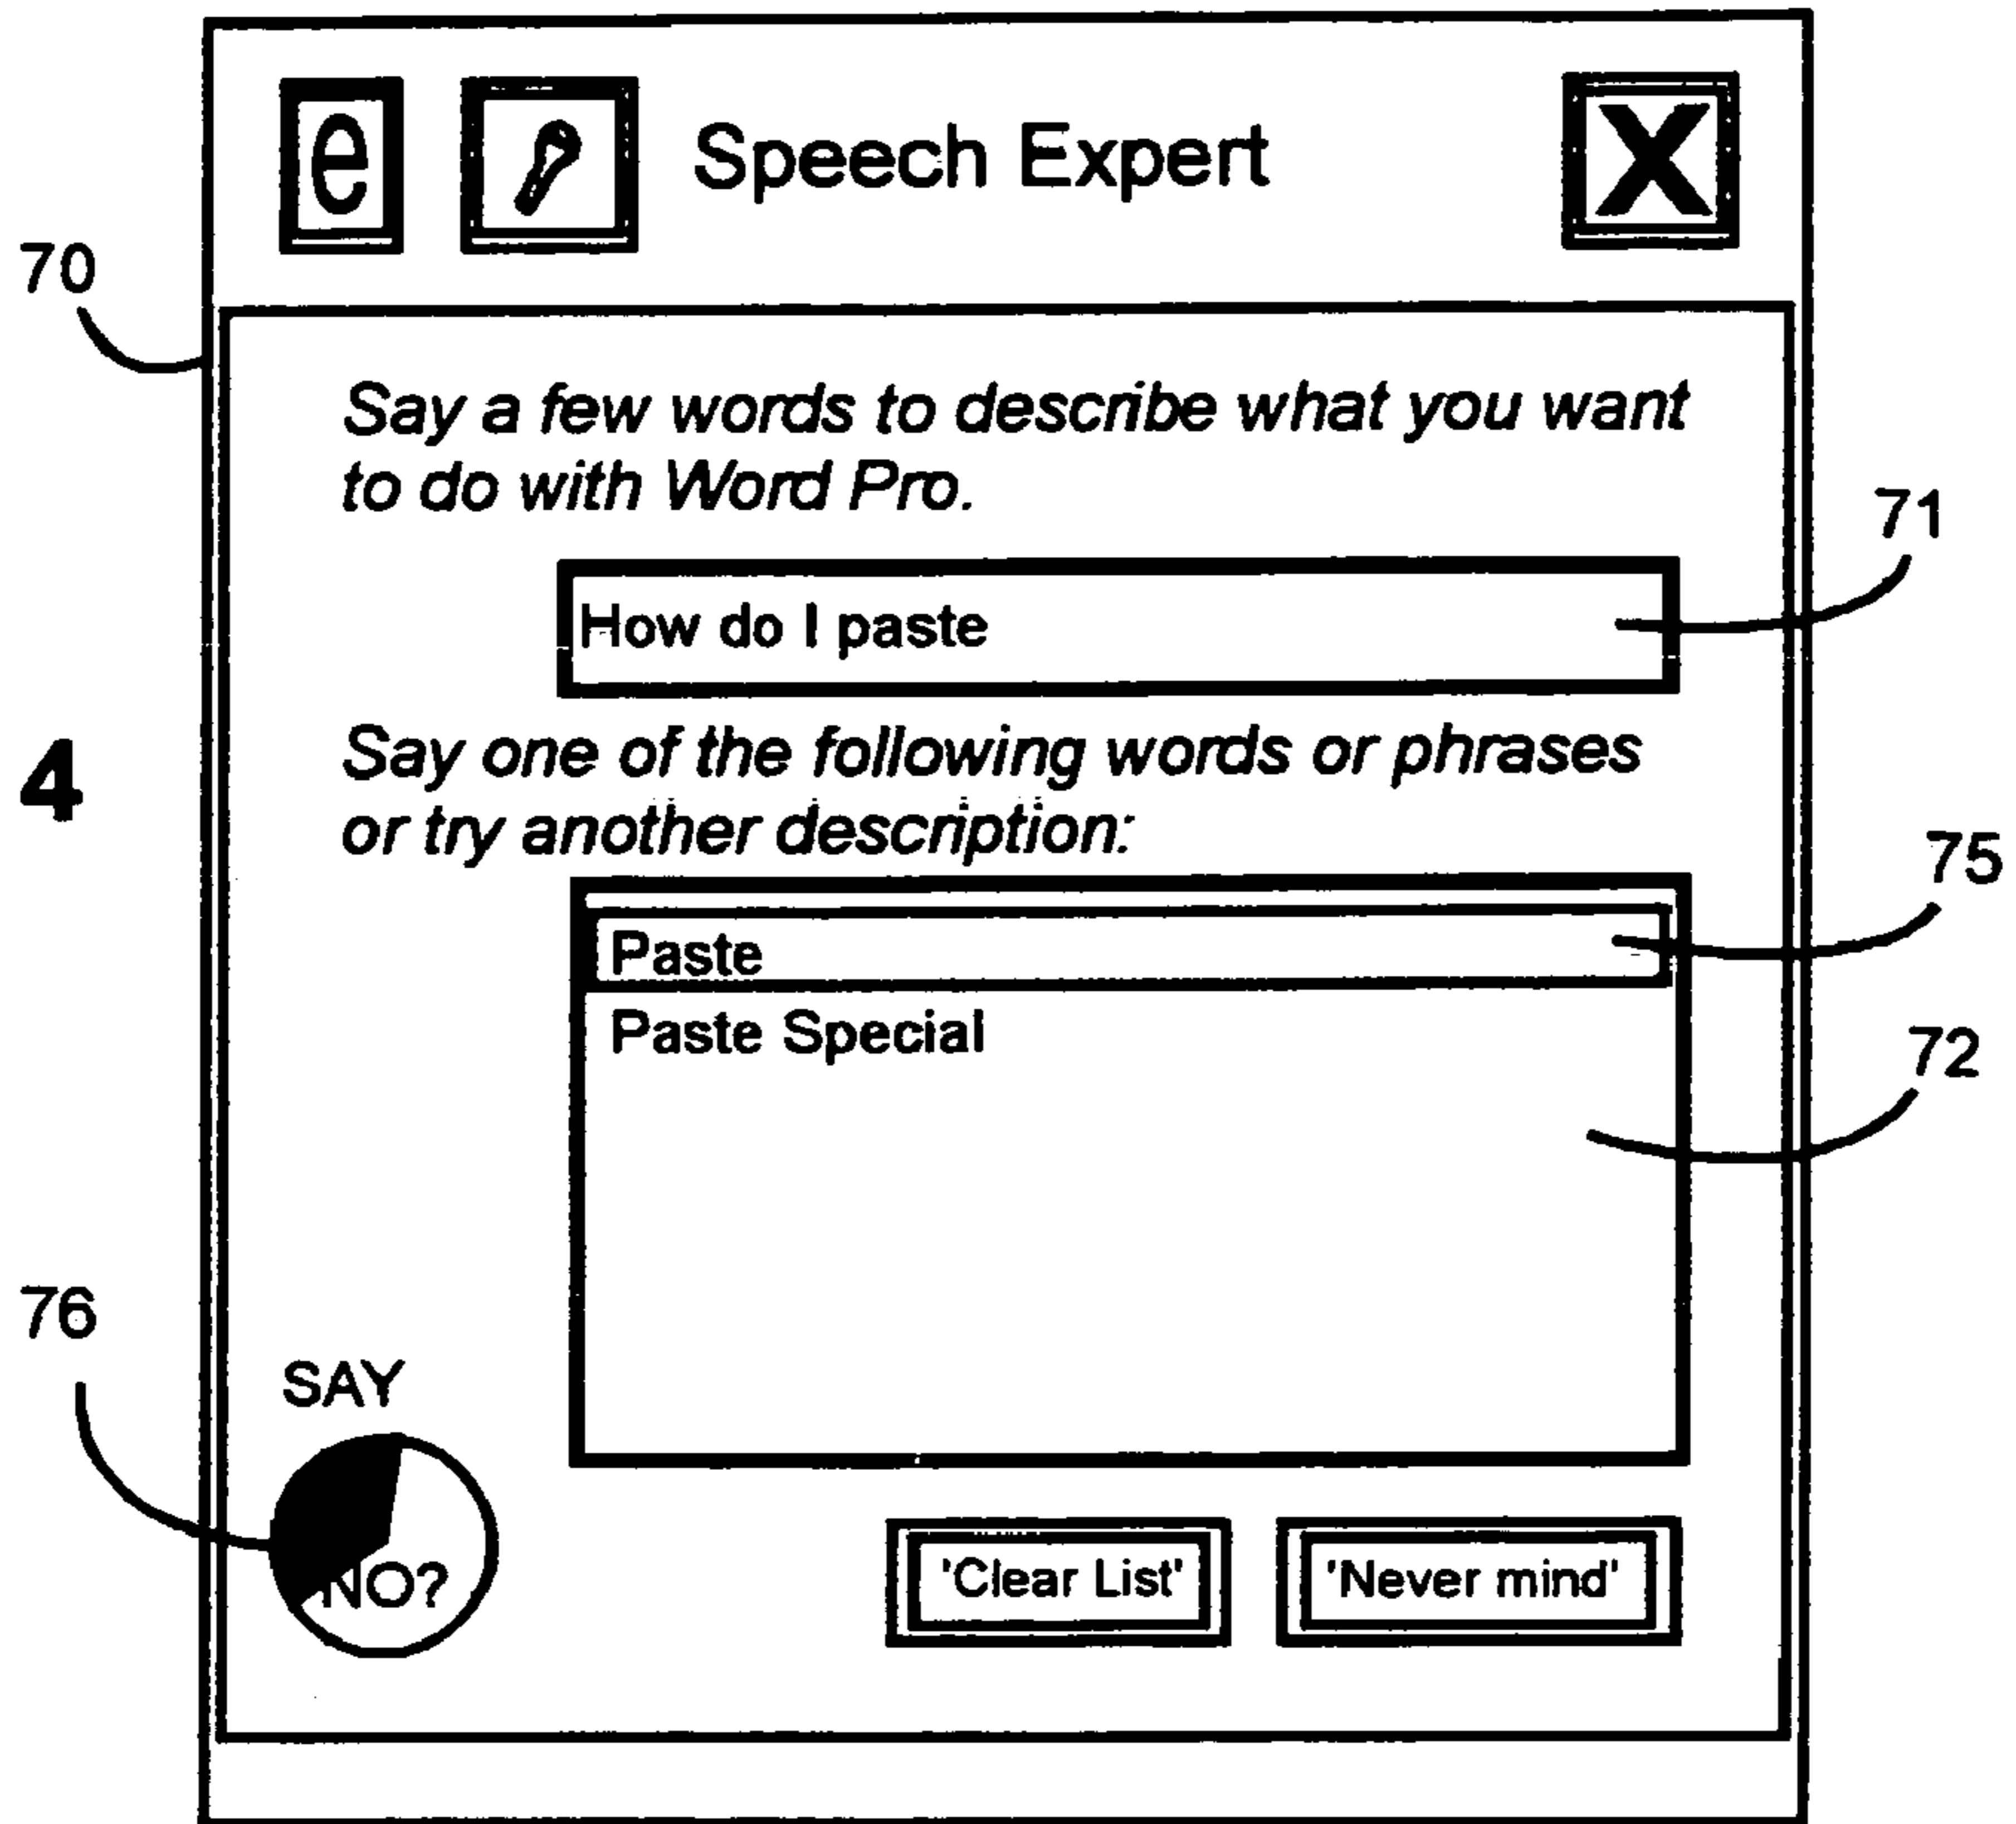 e Speech Expert X
70
Say a few words to describe what you want
to do with Word Pro.
71
How do I paste
4
Say one of the following words or phrases
or try another description:
75
Paste
Paste Special
72
76
SAY
NO?
'Clear List' 'Never mind'